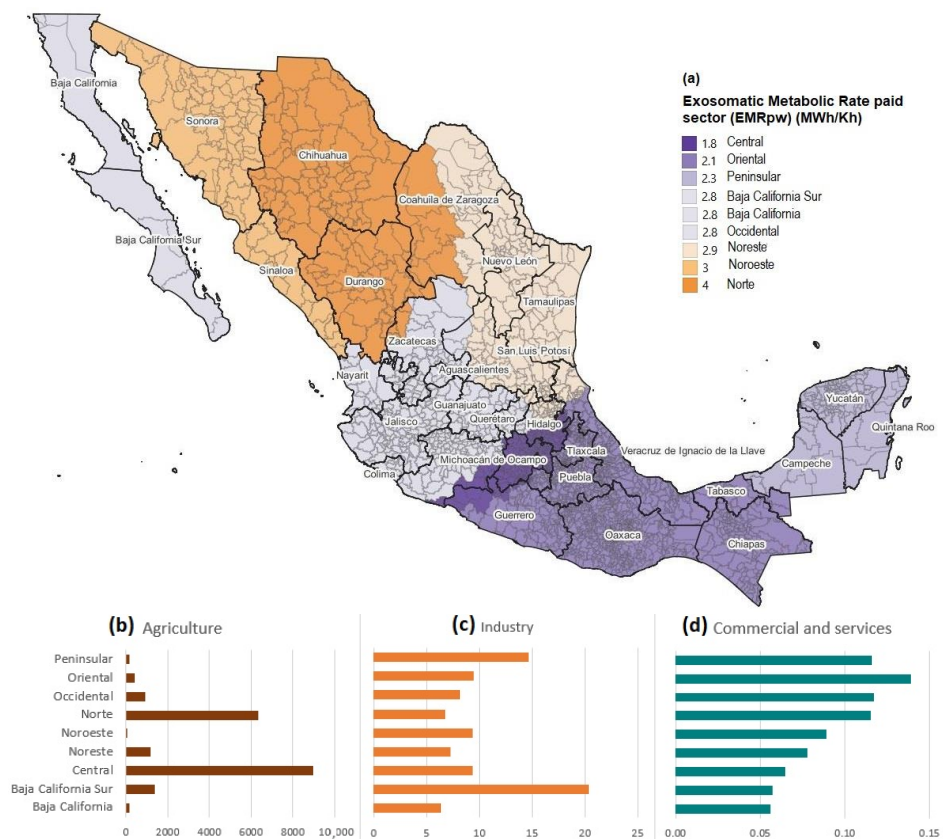 (a)
Exosomatic Metabolic Rate paid
sector (EMRpw) (MWh/Kh)
1.8 Central
2.1 Oriental
2.3 Peninsular
2.8 Baja California Sur
2.8 Baja California
2.8 Occidental
2.9 Noreste
3 Noroeste
4 Norte
Baja California
Sonora
Chihuahua
Coahuila de Zaragoza
Baja California Sur
Nuevo León
Sinaloa
Durango
Tamaulipas
Zacatecas
San Luis Potosí
Nayarit
Aguascalientes
Guanajuato
Yucatán
Jalisco
Querétaro
Hidalgo
Quintana Roo
Michoacán de Ocampo
Tlaxcala
Veracruz de Ignacio de la Llave
Colima
Puebla
Campeche
Tabasco
Guerrero
Oaxaca
Chiapas
(b) Agriculture
Peninsular
Oriental
Occidental
Norte
Noroeste
Noreste
Central
Baja California Sur
Baja California
0 2000 4000 6000 8000 10,000
(c) Industry
0 5 10 15 20 25
(d) Commercial and services
0.00 0.05 0.10 0.15